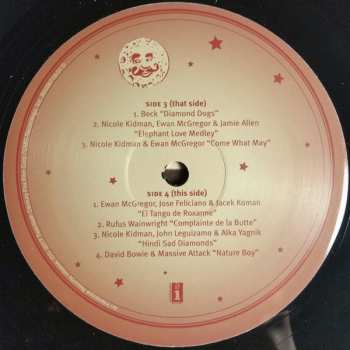 SIDE 3 (that side)
1. Beck "Diamond Dogs"
2. Nicole Kidman, Ewan McGregor & Jamie Allen
"Elephant Love Medley"
3. Nicole Kidman & Ewan McGregor "Come What May"
SIDE 4 (this side)
1. Ewan McGregor, Jose Feliciano & Jacek Koman
"El Tango de Roxanne"
2. Rufus Wainwright "Complainte de la Butte"
3. Nicole Kidman, John Leguizamo & Alka Yagnik
"Hindi Sad Diamonds"
4. David Bowie & Massive Attack "Nature Boy"